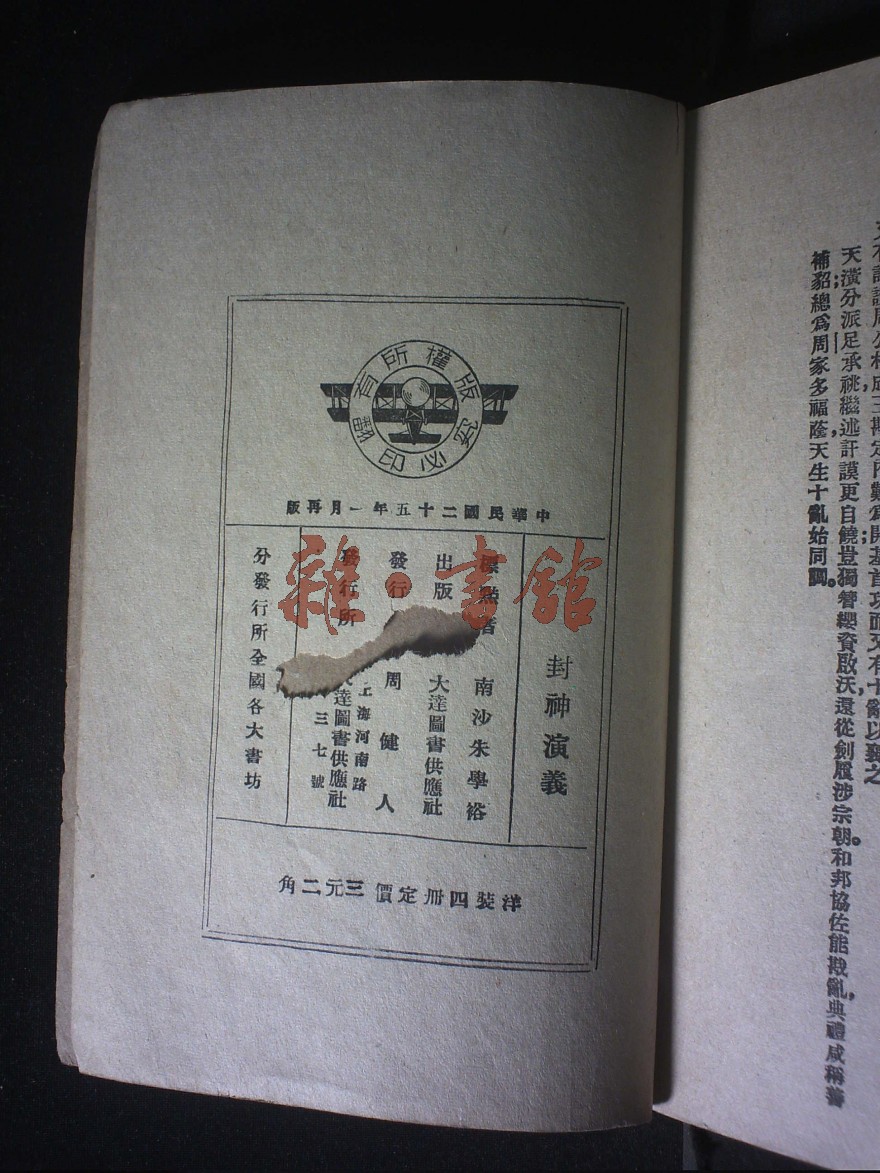 版權所有
翻印必究
中華民國二十五年一月再版
封神演義
標點者 南沙朱學裕
出版 大達圖書供應社
發行 周健人
發行所 達圖書供應社
上海河南路
三七號
分發行所全國各大書坊
洋裝四冊定價三元二角
雜·書館
天潢分派足承祧繼述訏謨更自饒豈獨簪纓資啟沃還從劍履涉宗朝。和邦協佐能戡亂,典禮咸稱善
補貂總為周家多福蔭天生十亂始同調。